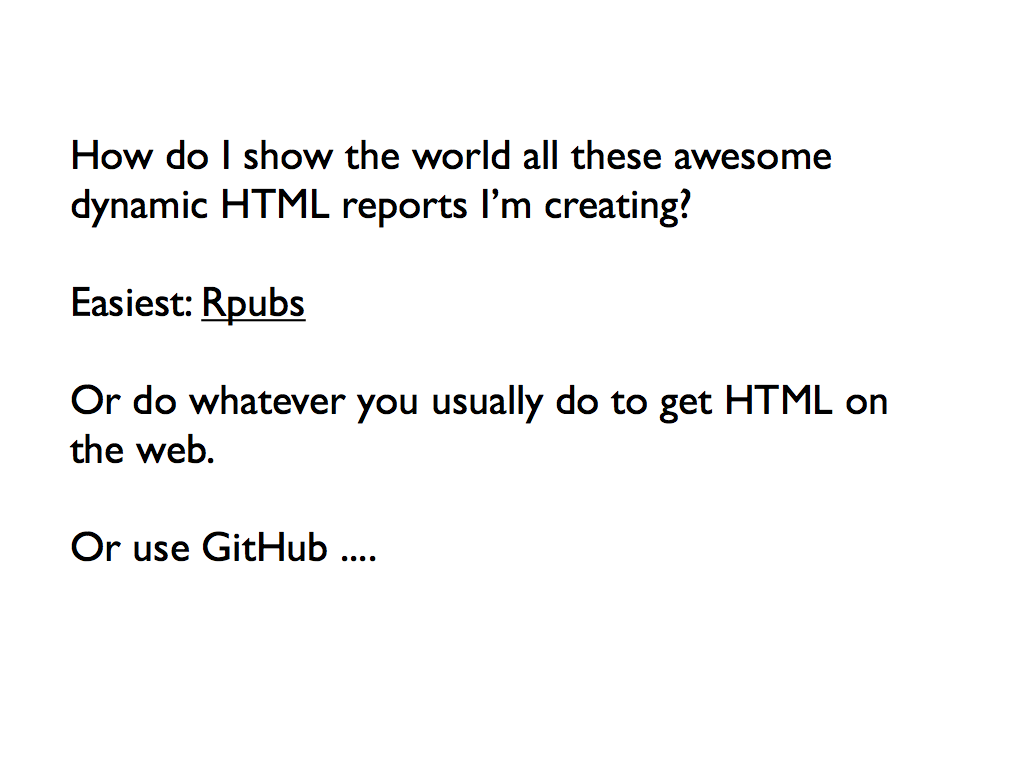 How do I show the world all these awesome
dynamic HTML reports I’m creating?
Easiest: Rpubs
Or do whatever you usually do to get HTML on
the web.
Or use GitHub ....